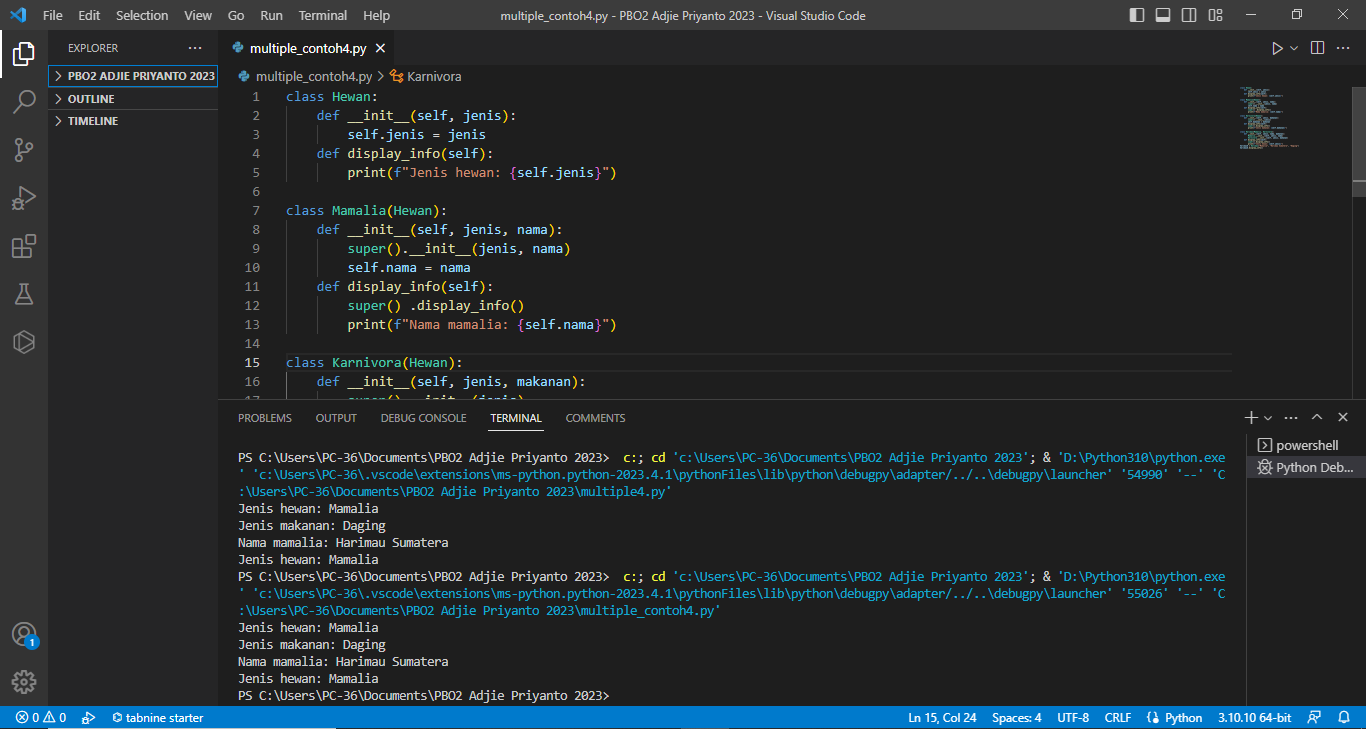 File Edit Selection View Go Run Terminal Help multiple_contoh4.py - PBO2 Adjie Priyanto 2023 - Visual Studio Code
EXPLORER
PBO2 ADJIE PRIYANTO 2023
OUTLINE
TIMELINE
multiple_contoh4.py
multiple_contoh4.py > Karnivora
1 class Hewan:
2 def __init__(self, jenis):
3 self.jenis = jenis
4 def display_info(self):
5 print(f"Jenis hewan: {self.jenis}")
6
7 class Mamalia(Hewan):
8 def __init__(self, jenis, nama):
9 super().__init__(jenis, nama)
10 self.nama = nama
11 def display_info(self):
12 super() .display_info()
13 print(f"Nama mamalia: {self.nama}")
14
15 class Karnivora(Hewan):
16 def __init__(self, jenis, makanan):
17 super().__init__(jenis)
PROBLEMS OUTPUT DEBUG CONSOLE TERMINAL COMMENTS
powershell
Python Deb...
PS C:\Users\PC-36\Documents\PBO2 Adjie Priyanto 2023> c:; cd 'c:\Users\PC-36\Documents\PBO2 Adjie Priyanto 2023'; & 'D:\Python310\python.exe
' 'c:\Users\PC-36\.vscode\extensions\ms-python.python-2023.4.1\pythonFiles\lib\python\debugpy\adapter/../..\debugpy\launcher' '54990' '--' 'C
:\Users\PC-36\Documents\PBO2 Adjie Priyanto 2023\multiple4.py'
Jenis hewan: Mamalia
Jenis makanan: Daging
Nama mamalia: Harimau Sumatera
Jenis hewan: Mamalia
PS C:\Users\PC-36\Documents\PBO2 Adjie Priyanto 2023> c:; cd 'c:\Users\PC-36\Documents\PBO2 Adjie Priyanto 2023'; & 'D:\Python310\python.exe
' 'c:\Users\PC-36\.vscode\extensions\ms-python.python-2023.4.1\pythonFiles\lib\python\debugpy\adapter/../..\debugpy\launcher' '55026' '--' 'C
:\Users\PC-36\Documents\PBO2 Adjie Priyanto 2023\multiple_contoh4.py'
Jenis hewan: Mamalia
Jenis makanan: Daging
Nama mamalia: Harimau Sumatera
Jenis hewan: Mamalia
PS C:\Users\PC-36\Documents\PBO2 Adjie Priyanto 2023>
1
0 0 tabnine starter Ln 15, Col 24 Spaces: 4 UTF-8 CRLF Python 3.10.10 64-bit